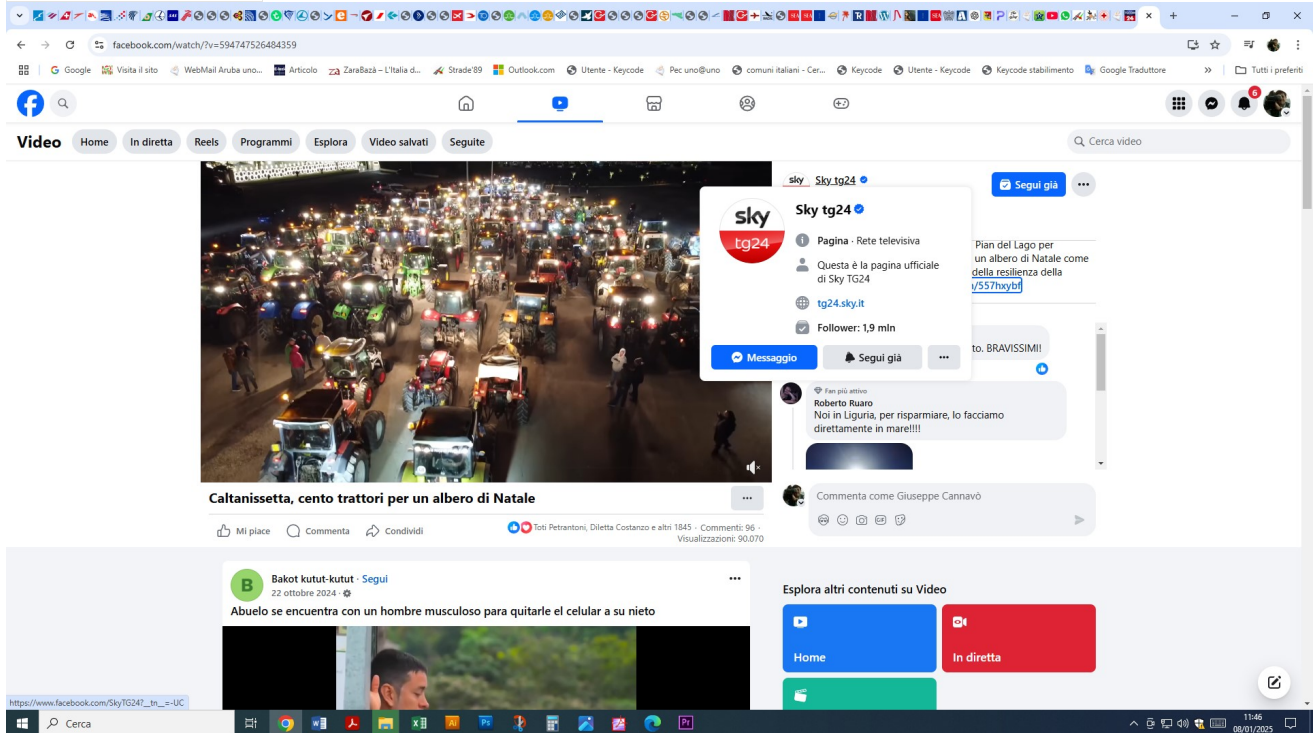 facebook.com/watch/?v=594747526484359
Google
Visita il sito
WebMail Aruba uno...
Articolo
ZaraBazà – L'Italia d...
Strade'89
Outlook.com
Utente - Keycode
Pec uno@uno
comuni italiani - Cer...
Keycode
Utente - Keycode
Keycode stabilimento
Google Traduttore
Tutti i preferiti
6
Video
Home
In diretta
Reels
Programmi
Esplora
Video salvati
Seguite
Cerca video
sky Sky tg24
Segui già
sky
tg24
Sky tg24
Pagina · Rete televisiva
Questa è la pagina ufficiale
di Sky TG24
tg24.sky.it
Follower: 1,9 mln
Messaggio
Segui già
Pian del Lago per
un albero di Natale come
della resilienza della
/557hxybf
to. BRAVISSIMI!
Fan più attivo
Roberto Ruaro
Noi in Liguria, per risparmiare, lo facciamo
direttamente in mare!!!!
Caltanissetta, cento trattori per un albero di Natale
Mi piace
Commenta
Condividi
Toti Petrantoni, Diletta Costanzo e altri 1845 · Commenti: 96 ·
Visualizzazioni: 90.070
Commenta come Giuseppe Cannavò
GIF
B
Bakot kutut-kutut · Segui
22 ottobre 2024 ·
Abuelo se encuentra con un hombre musculoso para quitarle el celular a su nieto
Esplora altri contenuti su Video
Home
In diretta
https://www.facebook.com/SkyTG24?__tn__=-UC
Cerca
Ai
Ps
Pr
11:46
08/01/2025